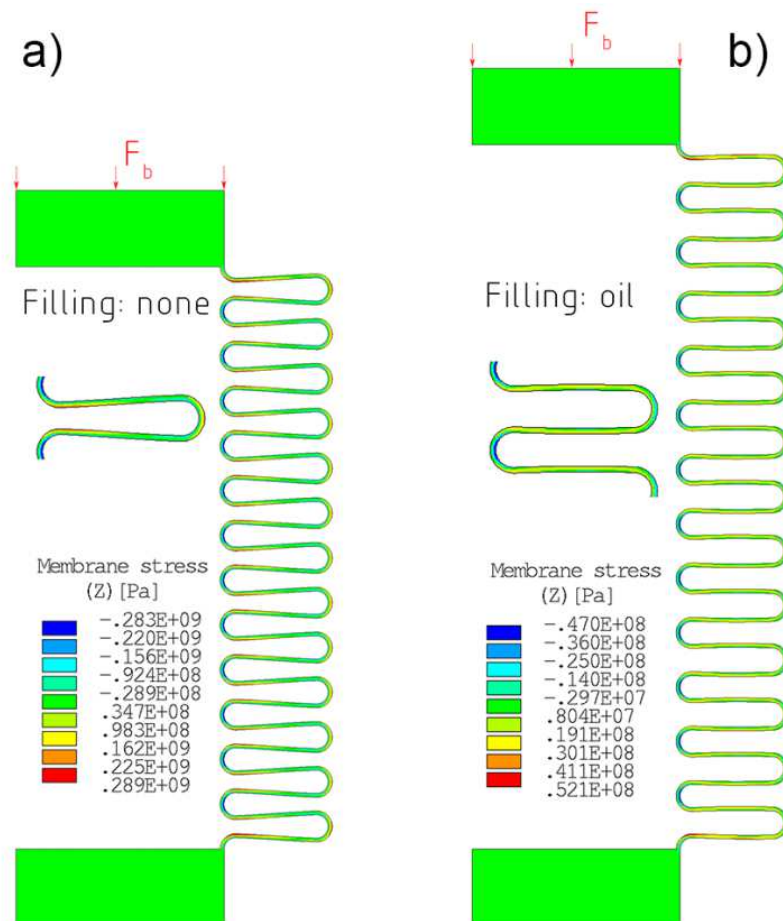 a)
F_b
Filling: none
Membrane stress
(Z) [Pa]
-.283E+09
-.220E+09
-.156E+09
-.924E+08
-.289E+08
.347E+08
.983E+08
.162E+09
.225E+09
.289E+09
b)
F_b
Filling: oil
Membrane stress
(Z) [Pa]
-.470E+08
-.360E+08
-.250E+08
-.140E+08
-.297E+07
.804E+07
.191E+08
.301E+08
.411E+08
.521E+08